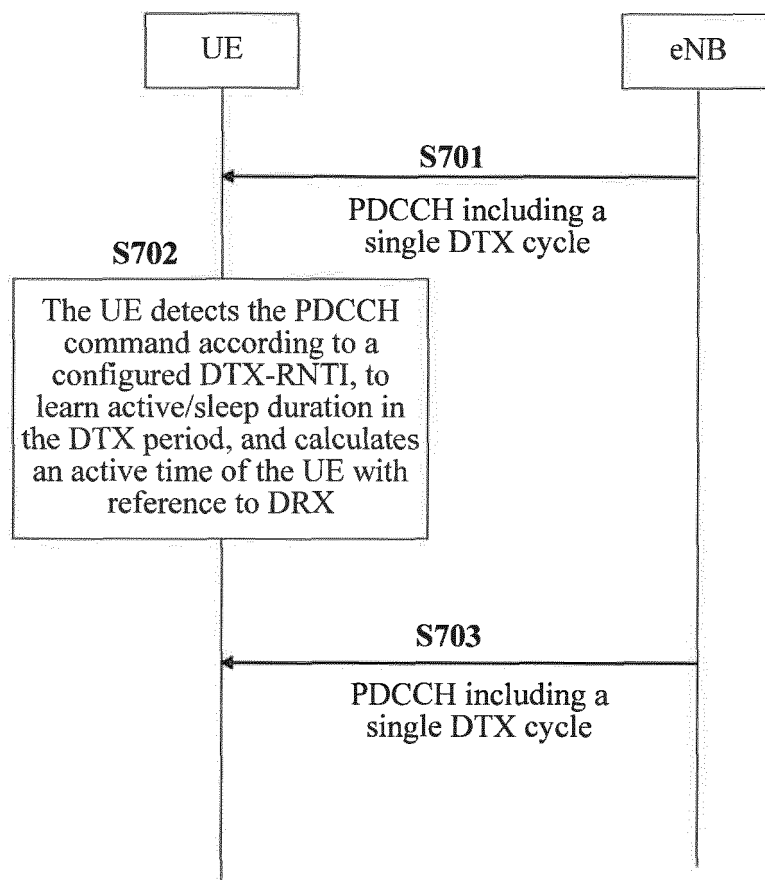 UE
eNB
S701
PDCCH including a
single DTX cycle
S702
The UE detects the PDCCH
command according to a
configured DTX-RNTI, to
learn active/sleep duration in
the DTX period, and calculates
an active time of the UE with
reference to DRX
S703
PDCCH including a
single DTX cycle